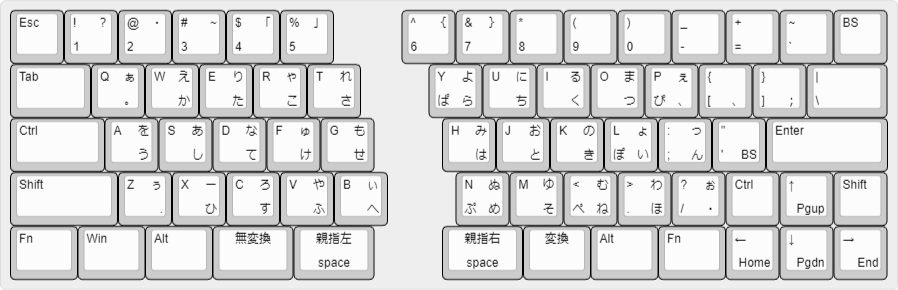 Esc ! ? @ ・ # ~ $ 「 % 」 ^ { & } * ( ) _ + ~ BS
1 2 3 4 5 6 7 8 9 0 - = `
Tab Q ぁ W え E り R ゃ T れ Y よ U に I る O ま P ぇ { } |
。 か た こ さ ぱ ら ち く つ ぴ 、 [ 、 ] ; \
Ctrl A を S あ D な F ゅ G も H み J お K の L ょ : っ " Enter
う し て け せ は と き ぽ い ; ん ' BS
Shift Z ぅ X ー C ろ V や B ぃ N ぬ M ゆ < む > わ ? ぉ Ctrl ↑ Shift
. ひ す ふ へ ぷ め そ ぺ ね . ほ / ・ Pgup
Fn Win Alt 無変換 親指左 親指右 変換 Alt Fn ← ↓ →
space space Home Pgdn End